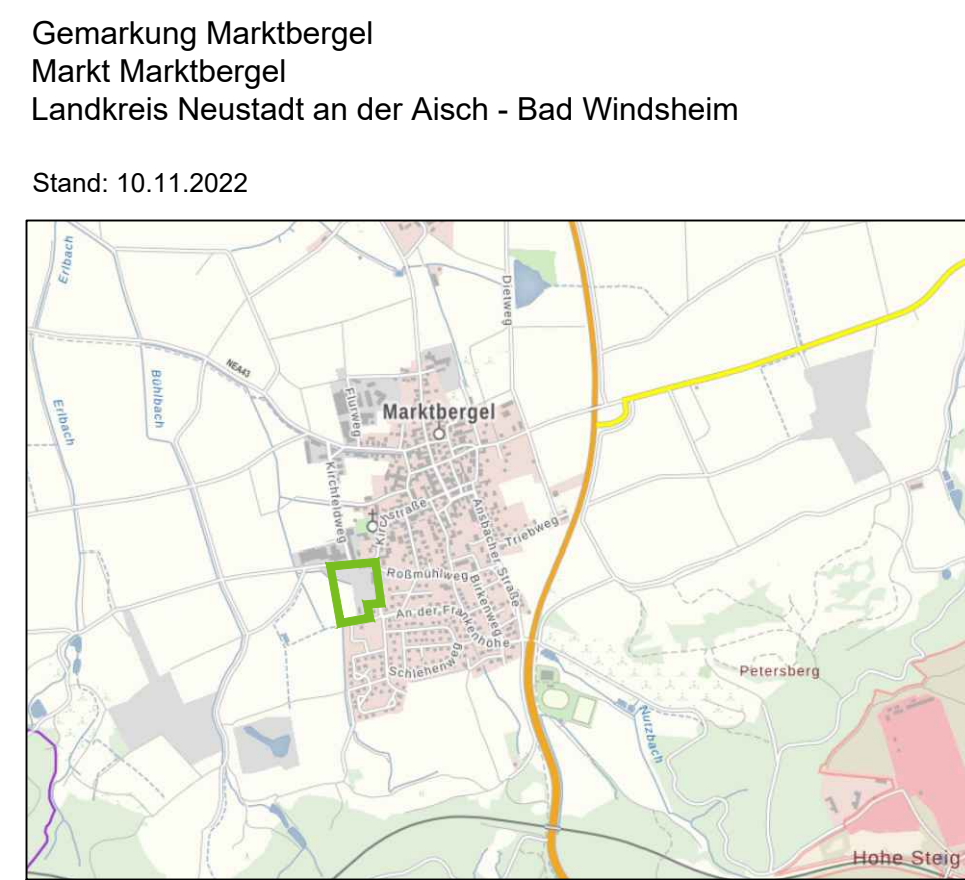 Gemarkung Marktbergel
Markt Marktbergel
Landkreis Neustadt an der Aisch - Bad Windsheim
Stand: 10.11.2022
Erlbach
Dietweg
NEA43
Bühlbach
Erlbach
Flurweg
Marktbergel
Kirchfeldweg
Kirchstraße
Ansbacher Straße
Triebweg
Roßmühlweg
Birkenweg
An der Frankenhöhe
Schlehenweg
Petersberg
Nutzbach
Hohe Steig